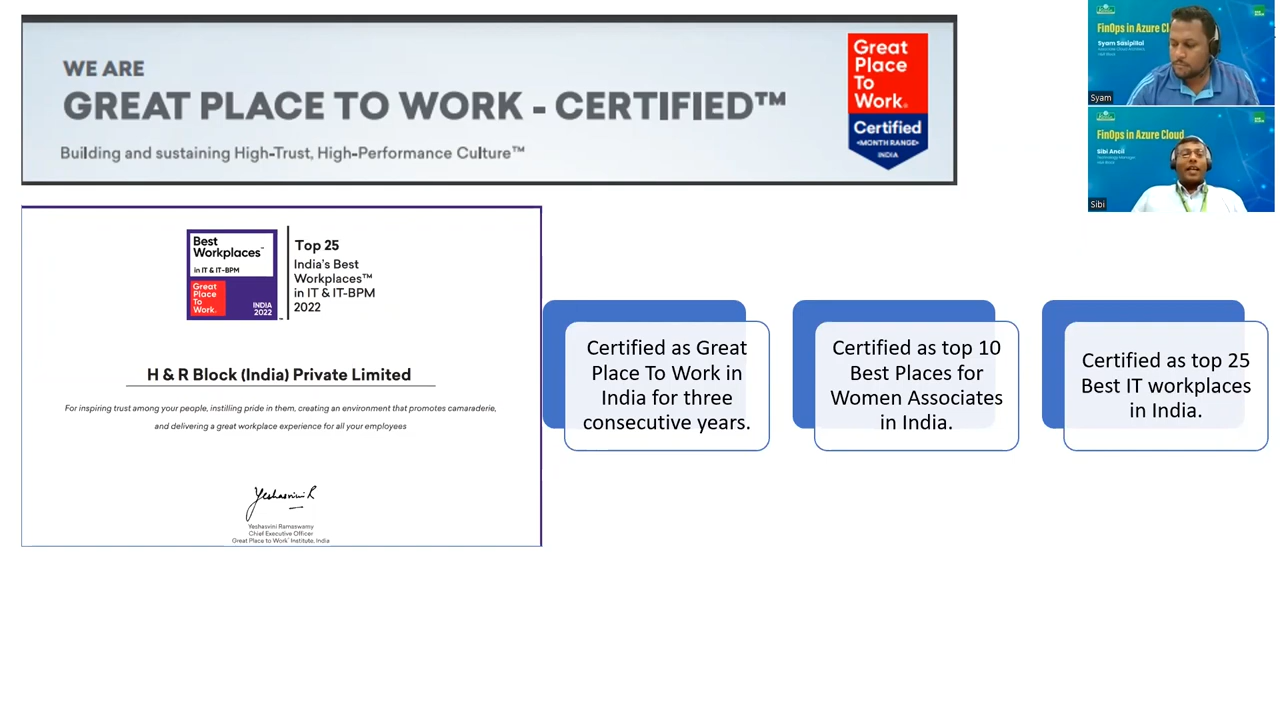 WE ARE
GREAT PLACE TO WORK - CERTIFIED™
Building and sustaining High-Trust, High-Performance Culture™
Great
Place
To
Work.
Certified
<MONTH RANGE>
INDIA
FinOps in Azure Cl
Syam Sasipillai
Syam
FinOps in Azure Cloud
Sibi Ancil
Technology Manager
Sibi
Best
Workplaces™
in IT & IT-BPM
Great
Place
To
Work.
INDIA
2022
Top 25
India's Best
Workplaces™
in IT & IT-BPM
2022
H & R Block (India) Private Limited
For inspiring trust among your people, instilling pride in them, creating an environment that promotes camaraderie,
and delivering a great workplace experience for all your employees
Yeshasvini R
Yeshasvini Ramaswamy
Chief Executive Officer
Great Place to Work® Institute, India
Certified as Great
Place To Work in
India for three
consecutive years.
Certified as top 10
Best Places for
Women Associates
in India.
Certified as top 25
Best IT workplaces
in India.